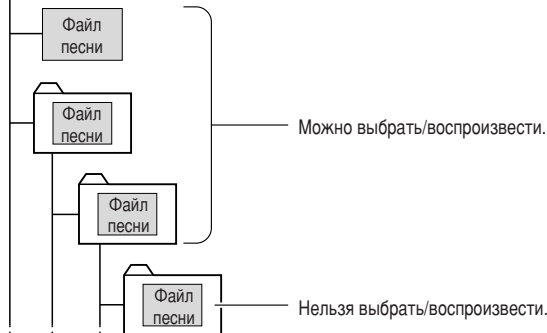 Файл
песни
Файл
песни
Можно выбрать/воспроизвести.
Файл
песни
Файл
песни
Нельзя выбрать/воспроизвести.